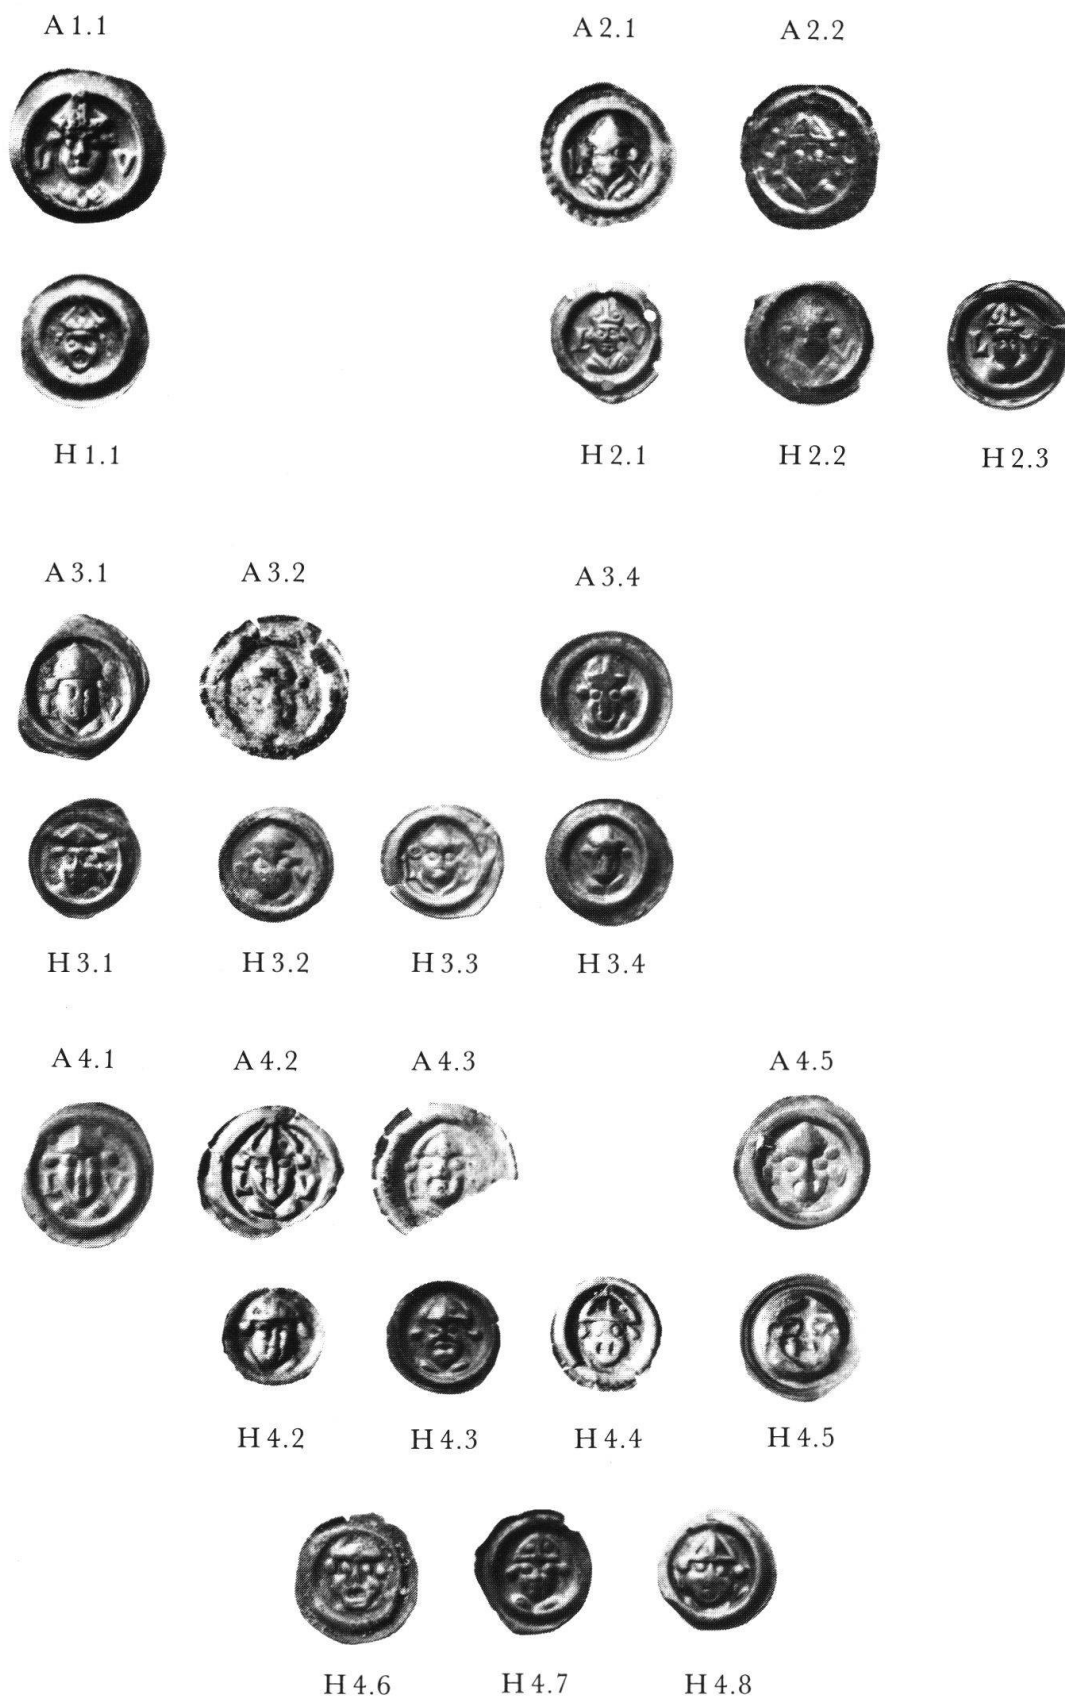 A 1.1 A 2.1 A 2.2
H 1.1 H 2.1 H 2.2 H 2.3
A 3.1 A 3.2 A 3.4
H 3.1 H 3.2 H 3.3 H 3.4
A 4.1 A 4.2 A 4.3 A 4.5
H 4.2 H 4.3 H 4.4 H 4.5
H 4.6 H 4.7 H 4.8